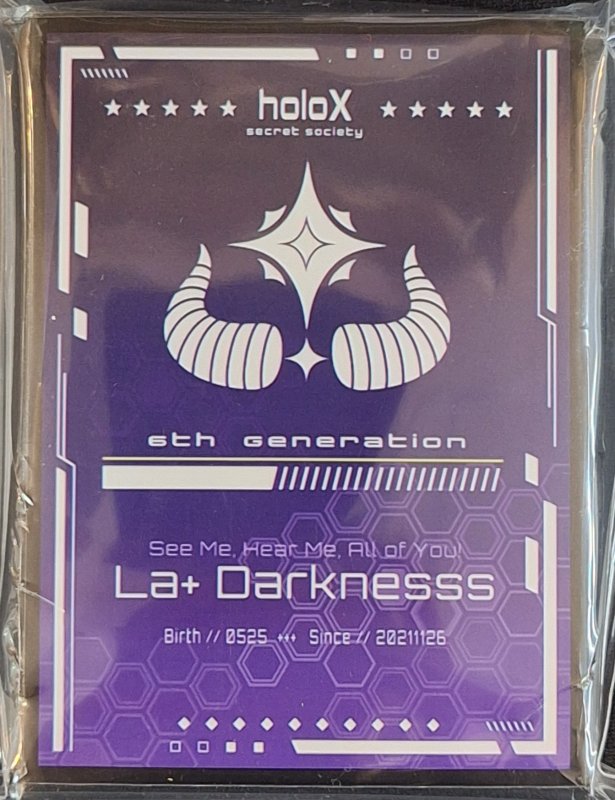 holoX
secret society
6th Generation
See Me, Hear Me, All of You!
La+ Darknesss
Birth // 0525 +++ Since // 20211126